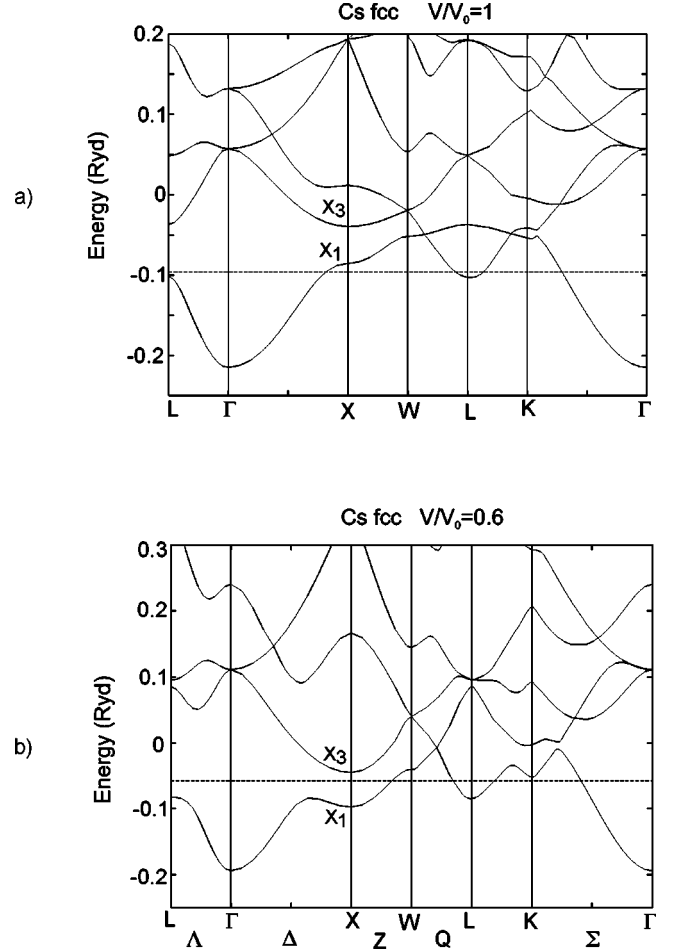 Cs fcc V/V₀=1
a)
Energy (Ryd)
0.2
0.1
0
-0.1
-0.2
X₃
X₁
L Γ X W L K Γ
Cs fcc V/V₀=0.6
b)
Energy (Ryd)
0.3
0.2
0.1
0
-0.1
-0.2
X₃
X₁
L Γ X W L K Γ
Λ Δ Z Q Σ